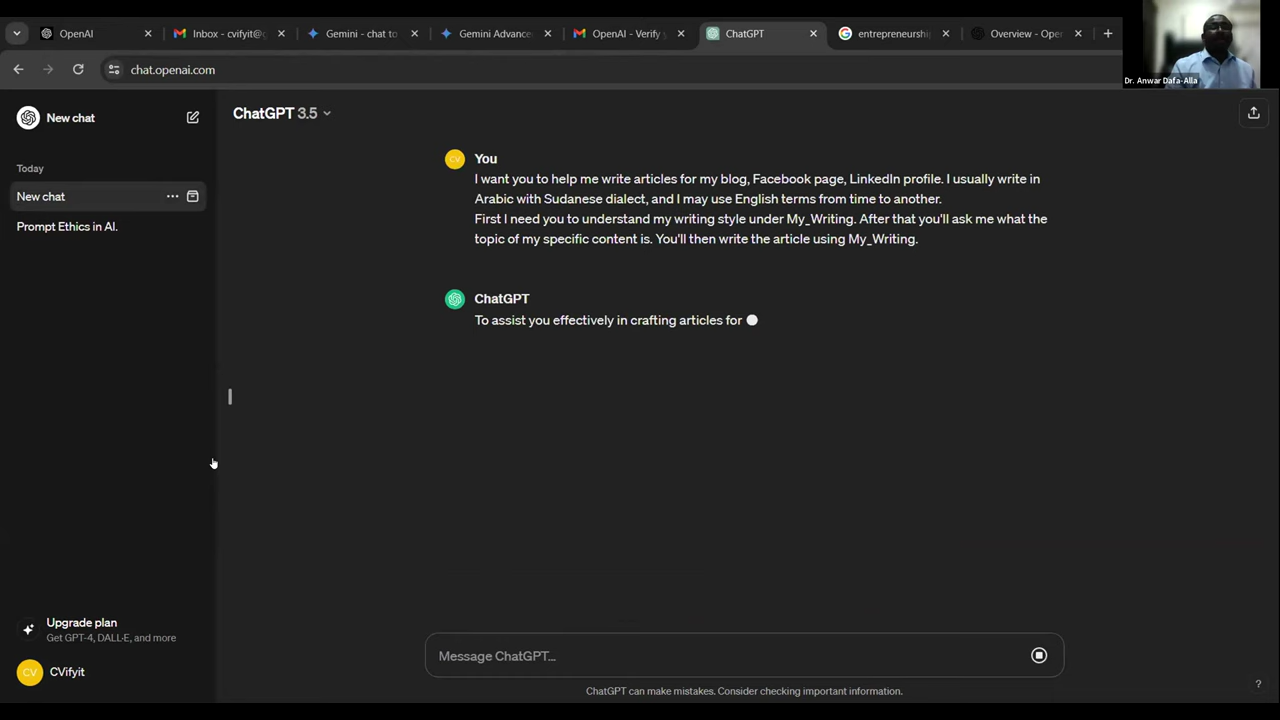 OpenAI
Inbox - cvifyit@g
Gemini - chat to
Gemini Advance
OpenAI - Verify y
ChatGPT
entrepreneurshi
Overview - Open
chat.openai.com
Dr. Anwar Dafa-Alla
New chat
ChatGPT 3.5
Today
New chat
Prompt Ethics in AI.
CV
You
I want you to help me write articles for my blog, Facebook page, LinkedIn profile. I usually write in
Arabic with Sudanese dialect, and I may use English terms from time to another.
First I need you to understand my writing style under My_Writing. After that you'll ask me what the
topic of my specific content is. You'll then write the article using My_Writing.
ChatGPT
To assist you effectively in crafting articles for
Upgrade plan
Get GPT-4, DALL·E, and more
CV
CVifyit
Message ChatGPT...
ChatGPT can make mistakes. Consider checking important information.
?